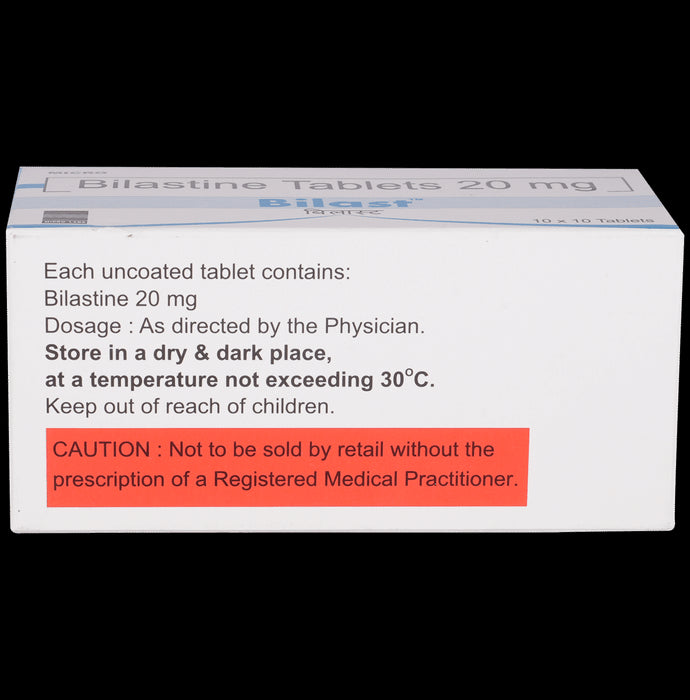 MICRO
Bilastine Tablets 20 mg
Bilast™
बिलास्ट
10 x 10 Tablets
Each uncoated tablet contains:
Bilastine 20 mg
Dosage : As directed by the Physician.
Store in a dry & dark place,
at a temperature not exceeding 30°C.
Keep out of reach of children.
CAUTION : Not to be sold by retail without the
prescription of a Registered Medical Practitioner.